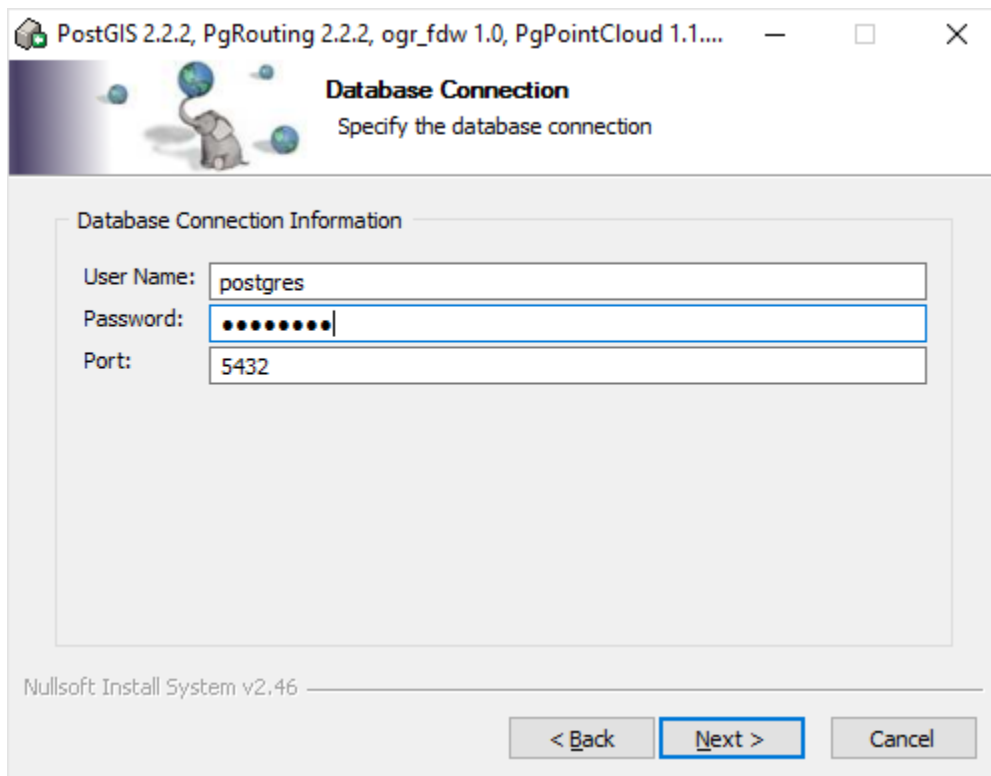 PostGIS 2.2.2, PgRouting 2.2.2, ogr_fdw 1.0, PgPointCloud 1.1....
Database Connection
Specify the database connection
Database Connection Information
User Name: postgres
Password: ●●●●●●●●
Port: 5432
Nullsoft Install System v2.46
< Back Next > Cancel